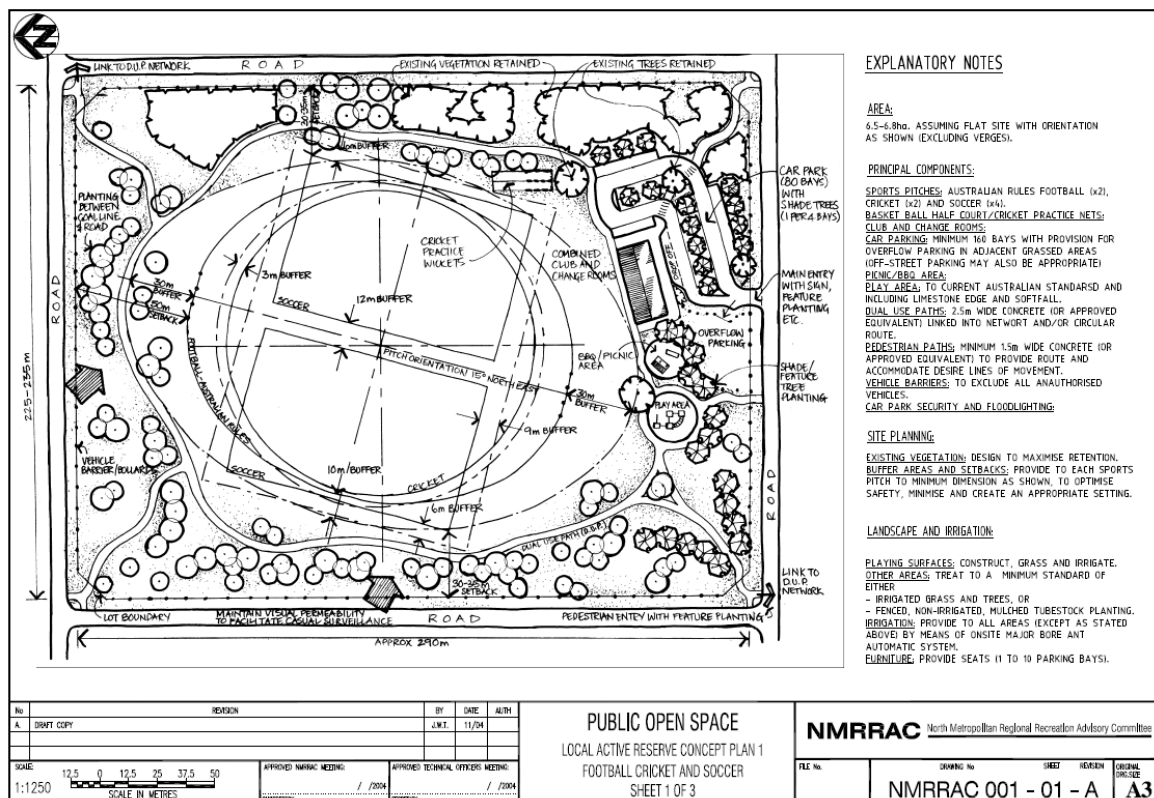 N
LINK TO D.U.P. NETWORK
ROAD
EXISTING VEGETATION RETAINED
EXISTING TREES RETAINED
SETBACK
BUFFER
CAR PARK
(80 BAYS)
WITH
SHADE TREES
(1 PER 4 BAYS)
PLANTING
BETWEEN
GOAL LINE
& ROAD
CRICKET
PRACTICE
WICKETS
COMBINED
CLUB AND
CHANGE ROOMS
3m BUFFER
MAIN ENTRY
WITH SIGN,
FEATURE
PLANTING
ETC.
30m
BUFFER
50m
SETBACK
SOCCER
12m BUFFER
ROAD
OVERFLOW
PARKING
BBQ/PICNIC
AREA
PITCH ORIENTATION 15° NORTH EAST
SHADE/
FEATURE
TREE
PLANTING
225-235m
FOOTBALL-AUSTRALIAN RULES
30m
BUFFER
PLAY AREA
9m BUFFER
VEHICLE
BARRIER/BOLLARDS
SOCCER
10m BUFFER
CRICKET
6m BUFFER
ROAD
DUAL USE PATH (D.U.P.)
30-35m
SETBACK
LINK TO
D.U.P.
NETWORK
LOT BOUNDARY
MAINTAIN VISUAL PERMEABILITY
TO FACILITATE CASUAL SURVEILLANCE
ROAD
PEDESTRIAN ENTRY WITH FEATURE PLANTING
APPROX 290m
EXPLANATORY NOTES
AREA:
6.5-6.8ha. ASSUMING FLAT SITE WITH ORIENTATION
AS SHOWN (EXCLUDING VERGES).
PRINCIPAL COMPONENTS:
SPORTS PITCHES: AUSTRALIAN RULES FOOTBALL (x2),
CRICKET (x2) AND SOCCER (x4).
BASKET BALL HALF COURT/CRICKET PRACTICE NETS:
CLUB AND CHANGE ROOMS:
CAR PARKING: MINIMUM 160 BAYS WITH PROVISION FOR
OVERFLOW PARKING IN ADJACENT GRASSED AREAS
(OFF-STREET PARKING MAY ALSO BE APPROPRIATE)
PICNIC/BBQ AREA:
PLAY AREA: TO CURRENT AUSTRALIAN STANDARSD AND
INCLUDING LIMESTONE EDGE AND SOFTFALL.
DUAL USE PATHS: 2.5m WIDE CONCRETE (OR APPROVED
EQUIVALENT) LINKED INTO NETWORT AND/OR CIRCULAR
ROUTE.
PEDESTRIAN PATHS: MINIMUM 1.5m WIDE CONCRETE (OR
APPROVED EQUIVALENT) TO PROVIDE ROUTE AND
ACCOMMODATE DESIRE LINES OF MOVEMENT.
VEHICLE BARRIERS: TO EXCLUDE ALL ANAUTHORISED
VEHICLES.
CAR PARK SECURITY AND FLOODLIGHTING:
SITE PLANNING:
EXISTING VEGETATION: DESIGN TO MAXIMISE RETENTION.
BUFFER AREAS AND SETBACKS: PROVIDE TO EACH SPORTS
PITCH TO MINIMUM DIMENSION AS SHOWN, TO OPTIMISE
SAFETY, MINIMISE AND CREATE AN APPROPRIATE SETTING.
LANDSCAPE AND IRRIGATION:
PLAYING SURFACES: CONSTRUCT, GRASS AND IRRIGATE.
OTHER AREAS: TREAT TO A MINIMUM STANDARD OF
EITHER
- IRRIGATED GRASS AND TREES, OR
- FENCED, NON-IRRIGATED, MULCHED TUBESTOCK PLANTING.
IRRIGATION: PROVIDE TO ALL AREAS (EXCEPT AS STATED
ABOVE) BY MEANS OF ONSITE MAJOR BORE ANT
AUTOMATIC SYSTEM.
FURNITURE: PROVIDE SEATS (1 TO 10 PARKING BAYS).
No REVISION BY DATE AUTH
A. DRAFT COPY J.W.T. 11/04
SCALE:
1:1250
12.5 0 12.5 25 37.5 50
SCALE IN METRES
APPROVED NMRRAC MEETING:
/ /2004
APPROVED TECHNICAL OFFICERS MEETING:
/ /2004
PUBLIC OPEN SPACE
LOCAL ACTIVE RESERVE CONCEPT PLAN 1
FOOTBALL CRICKET AND SOCCER
SHEET 1 OF 3
NMRRAC North Metropolitan Regional Recreation Advisory Committee
FILE No. DRAWING No SHEET REVISION ORIGINAL
DRG.SIZE
NMRRAC 001 - 01 - A A3